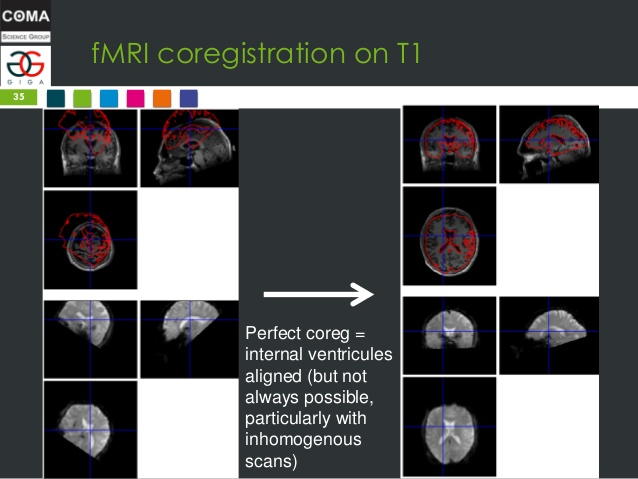 COMA
SCIENCE GROUP
GIGA
fMRI coregistration on T1
35
Perfect coreg =
internal ventricules
aligned (but not
always possible,
particularly with
inhomogenous
scans)